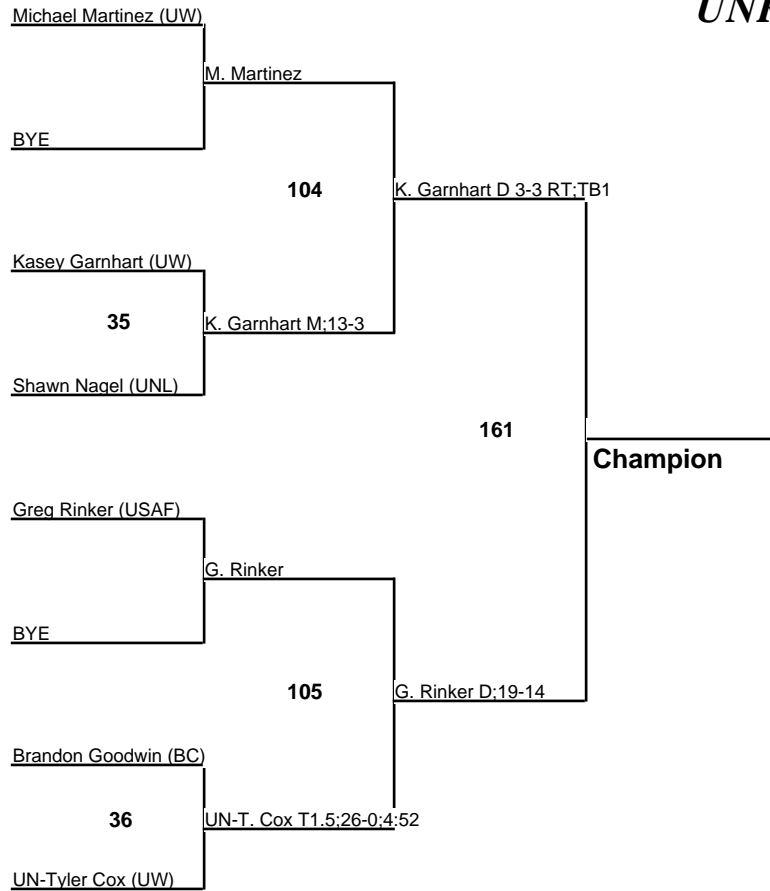 UN
Michael Martinez (UW)
M. Martinez
BYE
104
K. Garnhart D 3-3 RT;TB1
Kasey Garnhart (UW)
35
K. Garnhart M;13-3
Shawn Nagel (UNL)
161
Champion
Greg Rinker (USAF)
G. Rinker
BYE
105
G. Rinker D;19-14
Brandon Goodwin (BC)
36
UN-T. Cox T1.5;26-0;4:52
UN-Tyler Cox (UW)